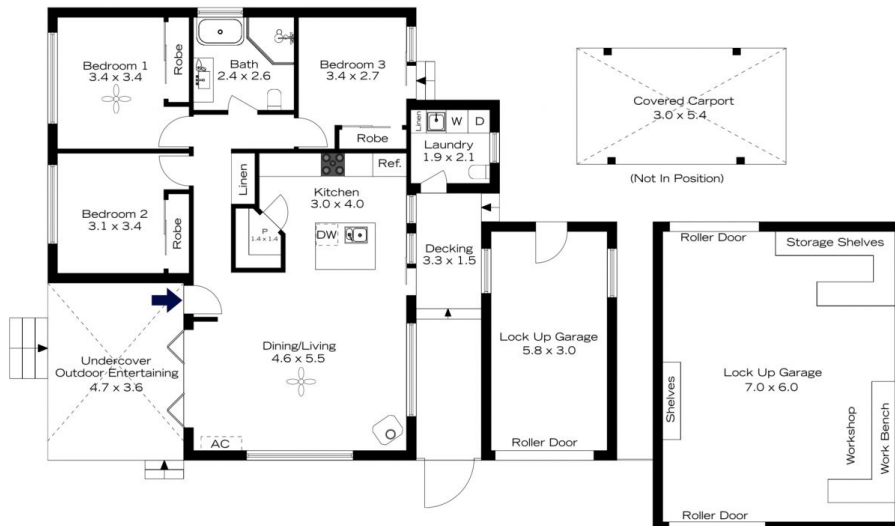 Bedroom 1
3.4 x 3.4
Robe
Bath
2.4 x 2.6
Bedroom 3
3.4 x 2.7
Robe
Linen
W
D
Laundry
1.9 x 2.1
Covered Carport
3.0 x 5.4
(Not In Position)
Bedroom 2
3.1 x 3.4
Robe
Linen
Ref.
Kitchen
3.0 x 4.0
P
1.4 x 1.4
DW
Decking
3.3 x 1.5
Undercover
Outdoor Entertaining
4.7 x 3.6
Dining/Living
4.6 x 5.5
AC
Lock Up Garage
5.8 x 3.0
Roller Door
Roller Door
Storage Shelves
Lock Up Garage
7.0 x 6.0
Shelves
Workshop
Work Bench
Roller Door